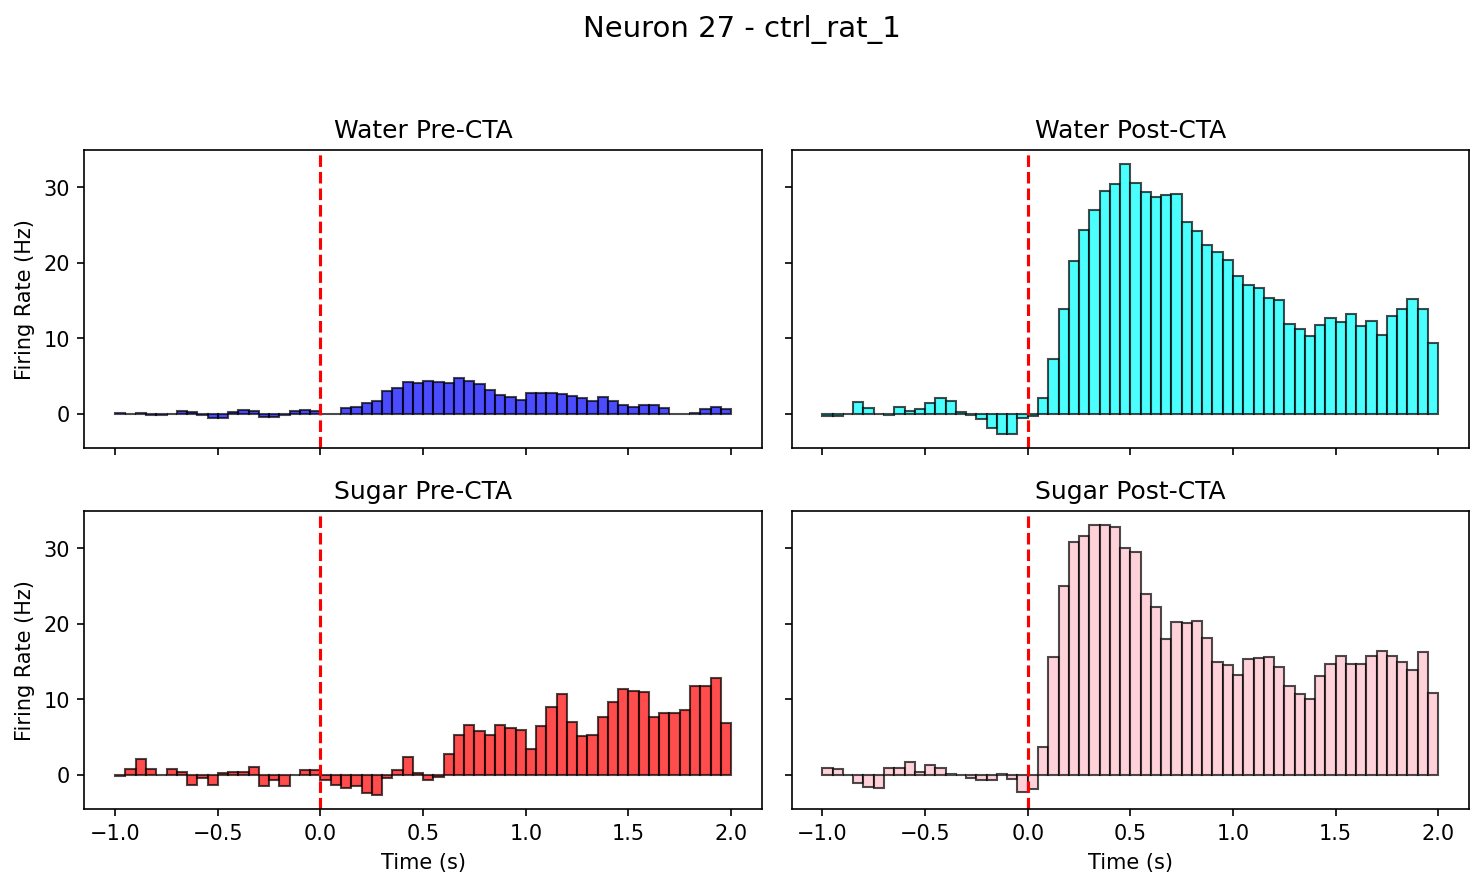 Neuron 27 - ctrl_rat_1
Water Pre-CTA
Water Post-CTA
Firing Rate (Hz)
30
20
10
0
Sugar Pre-CTA
Sugar Post-CTA
Firing Rate (Hz)
30
20
10
0
−1.0 −0.5 0.0 0.5 1.0 1.5 2.0
−1.0 −0.5 0.0 0.5 1.0 1.5 2.0
Time (s)
Time (s)